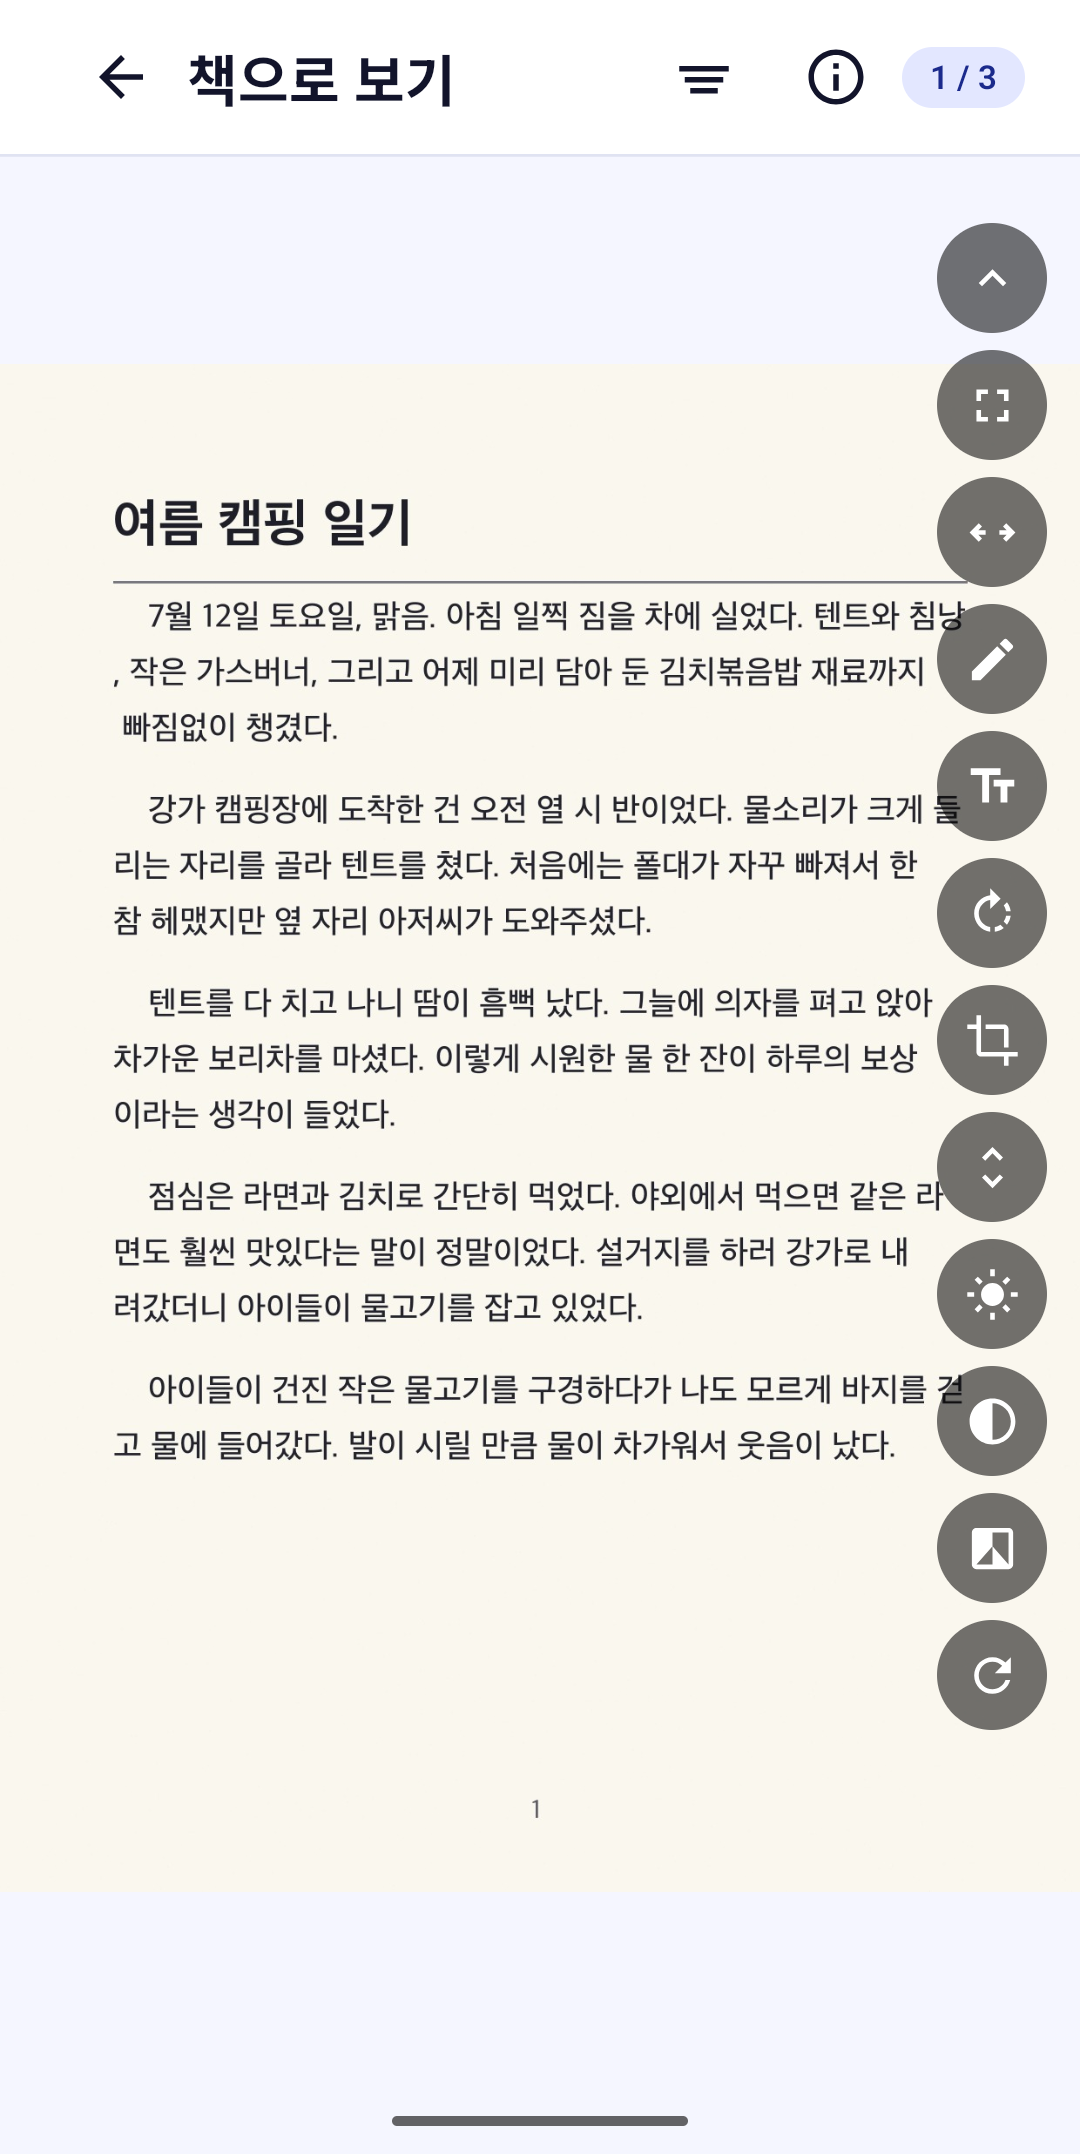 책으로 보기
1 / 3
여름 캠핑 일기
7월 12일 토요일, 맑음. 아침 일찍 짐을 차에 실었다. 텐트와 침낭
, 작은 가스버너, 그리고 어제 미리 담아 둔 김치볶음밥 재료까지
빠짐없이 챙겼다.
강가 캠핑장에 도착한 건 오전 열 시 반이었다. 물소리가 크게 들
리는 자리를 골라 텐트를 쳤다. 처음에는 폴대가 자꾸 빠져서 한
참 헤맸지만 옆 자리 아저씨가 도와주셨다.
텐트를 다 치고 나니 땀이 흠뻑 났다. 그늘에 의자를 펴고 앉아
차가운 보리차를 마셨다. 이렇게 시원한 물 한 잔이 하루의 보상
이라는 생각이 들었다.
점심은 라면과 김치로 간단히 먹었다. 야외에서 먹으면 같은 라
면도 훨씬 맛있다는 말이 정말이었다. 설거지를 하러 강가로 내
려갔더니 아이들이 물고기를 잡고 있었다.
아이들이 건진 작은 물고기를 구경하다가 나도 모르게 바지를 걷
고 물에 들어갔다. 발이 시릴 만큼 물이 차가워서 웃음이 났다.
Tт
1